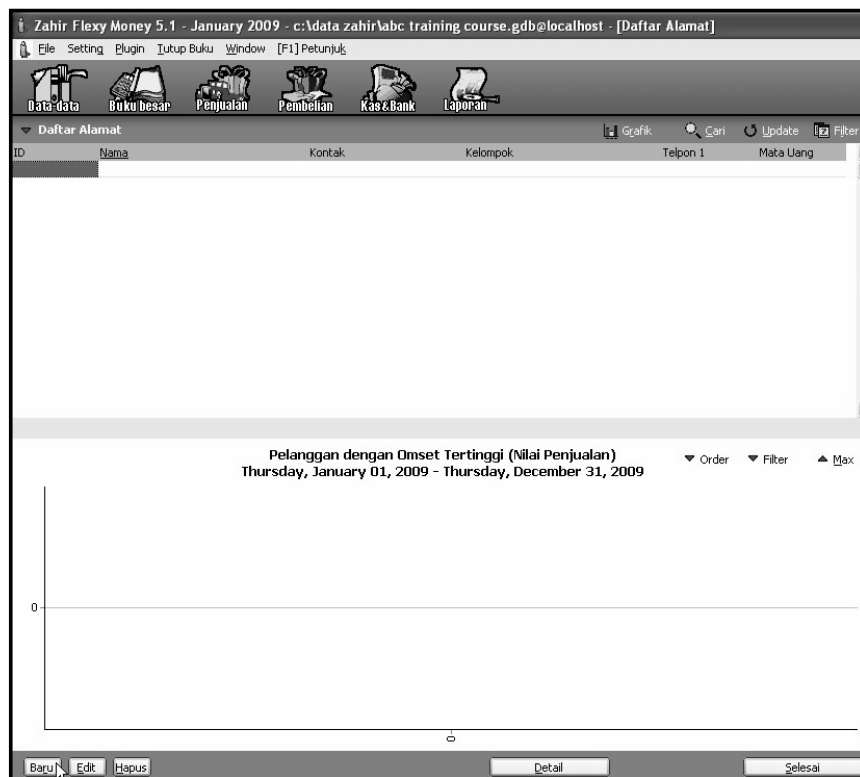 Zahir Flexy Money 5.1 - January 2009 - c:\data zahir\abc training course.gdb@localhost - [Daftar Alamat]
File Setting Plugin Tutup Buku Window [F1] Petunjuk
Data-data Buku besar Penjualan Pembelian Kas&Bank Laporan
Daftar Alamat Grafik Cari Update Filter
ID Nama Kontak Kelompok Telpon 1 Mata Uang
Pelanggan dengan Omset Tertinggi (Nilai Penjualan)
Thursday, January 01, 2009 - Thursday, December 31, 2009
Order Filter Max
0
0
Baru Edit Hapus Detail Selesai